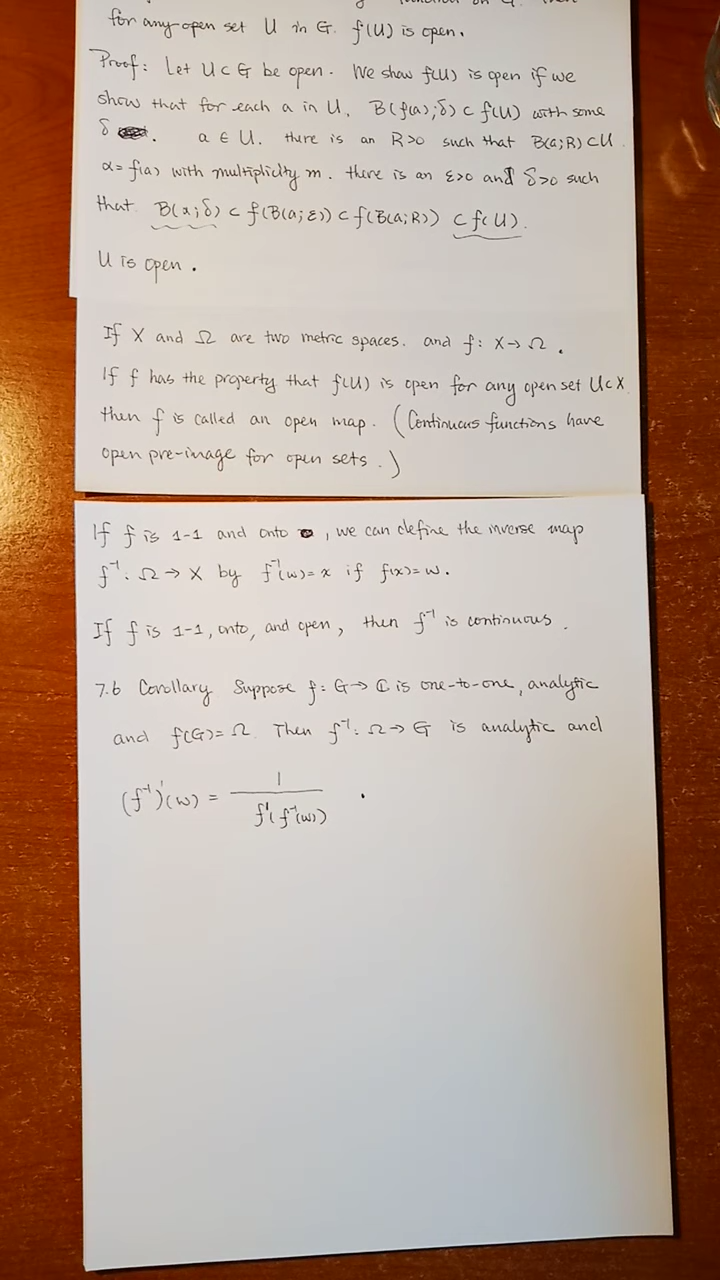 function on G. Then
for any open set U in G. f(U) is open.
Proof: Let U⊂G be open. We show f(U) is open if we
show that for each a in U, B(f(a);δ) ⊂ f(U) with some
δ . a ∈ U. there is an R>0 such that B(a;R)⊂U
α=f(a) with multiplicity m. there is an ε>0 and δ>0 such
that B(α;δ) ⊂ f(B(a;ε)) ⊂ f(B(a;R)) ⊂ f(U).
U is open.
If X and Ω are two metric spaces. and f: X→Ω.
If f has the property that f(U) is open for any open set U⊂X
then f is called an open map. (Continuous functions have
open pre-image for open sets.)
If f is 1-1 and onto , we can define the inverse map
f⁻¹: Ω→X by f⁻¹(w)=x if f(x)=w.
If f is 1-1, onto, and open, then f⁻¹ is continuous.
7.6 Corollary Suppose f: G→ℂ is one-to-one, analytic
and f(G)=Ω. Then f⁻¹: Ω→G is analytic and
(f⁻¹)'(w) = 1 / f'(f⁻¹(w)) .